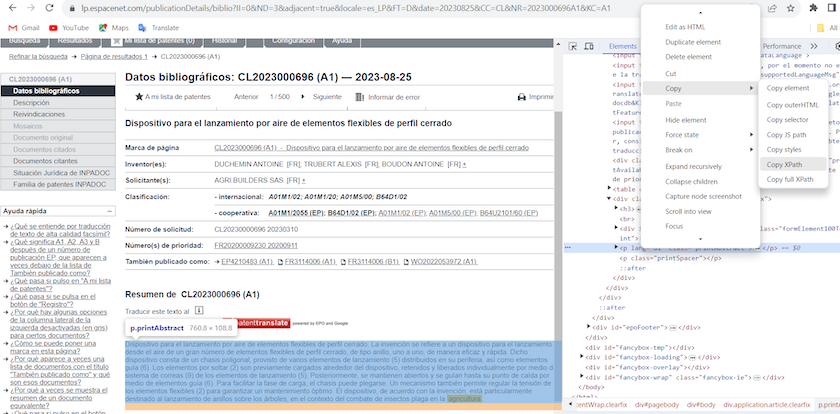 lp.espacenet.com/publicationDetails/biblio?II=0&ND=3&adjacent=true&locale=es_LP&FT=D&date=20230825&CC=CL&NR=2023000696A1&KC=A1
Gmail
YouTube
Maps
Translate
All
Búsqueda
Resultados
Mi lista de patentes (0)
Historial
Configuración
Ayuda
Refinar la búsqueda → Página de resultados 1 → CL2023000696 (A1)
CL2023000696 (A1)
Datos bibliográficos
Descripción
Reivindicaciones
Mosaicos
Documento original
Documentos citados
Documentos citantes
Situación Jurídica de INPADOC
Familia de patentes INPADOC
Ayuda rápida
¿Qué se entiende por traducción de texto de alta calidad facsímil?
¿Qué significa A1, A2, A3 y B después de un número de publicación EP, que aparecen a veces debajo de la lista de También publicado como?
¿Qué pasa si pulso en "A mi lista de patentes"?
¿Qué pasa si se pulsa en el botón de "Registro"?
¿Por qué hay algunas opciones de la columna lateral de la izquierda desactivadas (en gris) para ciertos documentos?
¿Cómo se puede poner una marca en esta página?
¿Por qué aparece a veces una lista de documentos con el título "También publicado como" y qué son esos documentos?
¿Por qué a veces se muestra el resumen de un documento equivalente?
Datos bibliográficos: CL2023000696 (A1) — 2023-08-25
A mi lista de patentes
Anterior
1/500
Siguiente
Informar de error
Imprimir
Dispositivo para el lanzamiento por aire de elementos flexibles de perfil cerrado
Marca de página
CL2023000696 (A1) - Dispositivo para el lanzamiento por aire de elementos flexibles de perfil cerrado
Inventor(es):
DUCHEMIN ANTOINE [FR]; TRUBERT ALEXIS [FR]; BOUDON ANTOINE [FR] +
Solicitante(s):
AGRI.BUILDERS SAS [FR] +
Clasificación:
- internacional: A01M1/02; A01M1/20; A01M5/00; B64D1/02
- cooperativa: A01M1/2055 (EP); B64D1/02 (EP); A01M1/02 (EP); A01M5/00 (EP); B64U2101/60 (EP)
Número de solicitud:
CL20230000696 20230310
Número(s) de prioridad:
FR20200009230 20200911
También publicado como:
EP4210483 (A1)
FR3114006 (A1)
FR3114006 (B1)
WO2022053972 (A1)
Resumen de CL2023000696 (A1)
Traducir este texto al
patenttranslate
powered by EPO and Google
p.printAbstract
760.8 × 108.8
Dispositivo para el lanzamiento por aire de elementos flexibles de perfil cerrado. La invención se refiere a un dispositivo para el lanzamiento
desde el aire de un gran número de elementos flexibles de perfil cerrado, de tipo anillo, uno a uno, de manera eficaz y rápida. Dicho
dispositivo consta de un chasis poligonal, provisto de varios elementos de lanzamiento (5) distribuidos en su periferia, así como elementos
guía (6). Los elementos por soltar (2) son previamente cargados alrededor del dispositivo, retenidos y liberados individualmente por medio d
sistema de correas (9) de los elementos de lanzamiento (5). Posteriormente, se mantienen abiertos y se guían hasta su punto de caída por
medio de elementos guía (6). Para facilitar la fase de carga, el chasis puede plegarse. Un mecanismo también permite regular la tensión de
los elementos flexibles (2) para garantizar un mantenimiento óptimo. El dispositivo, de acuerdo con la invención, está particularmente
destinado al lanzamiento de anillos sobre los árboles, en el contexto del combate de insectos plaga en la agricultura.
Elements
Performance
Edit as HTML
Duplicate element
Delete element
Cut
Copy
Paste
Hide element
Force state
Break on
Expand recursively
Collapse children
Capture node screenshot
Scroll into view
Focus
Copy element
Copy outerHTML
Copy selector
Copy JS path
Copy styles
Copy XPath
Copy full XPath
<p class="printSpacer"></p>
::after
</div>
</div>
::after
</div>
<div id="epoFooter"> ⋯ </div>
</div>
<div id="fancybox-tmp"> ⋯ </div>
<div id="fancybox-loading"> ⋯ </div>
<div id="fancybox-overlay"> ⋯ </div>
<div id="fancybox-wrap" class="fancybox-ie"> ⋯ </div>
</body>
</html>
entWrap.clearfix
div#pagebody
div.application.article.clearfix
p.print